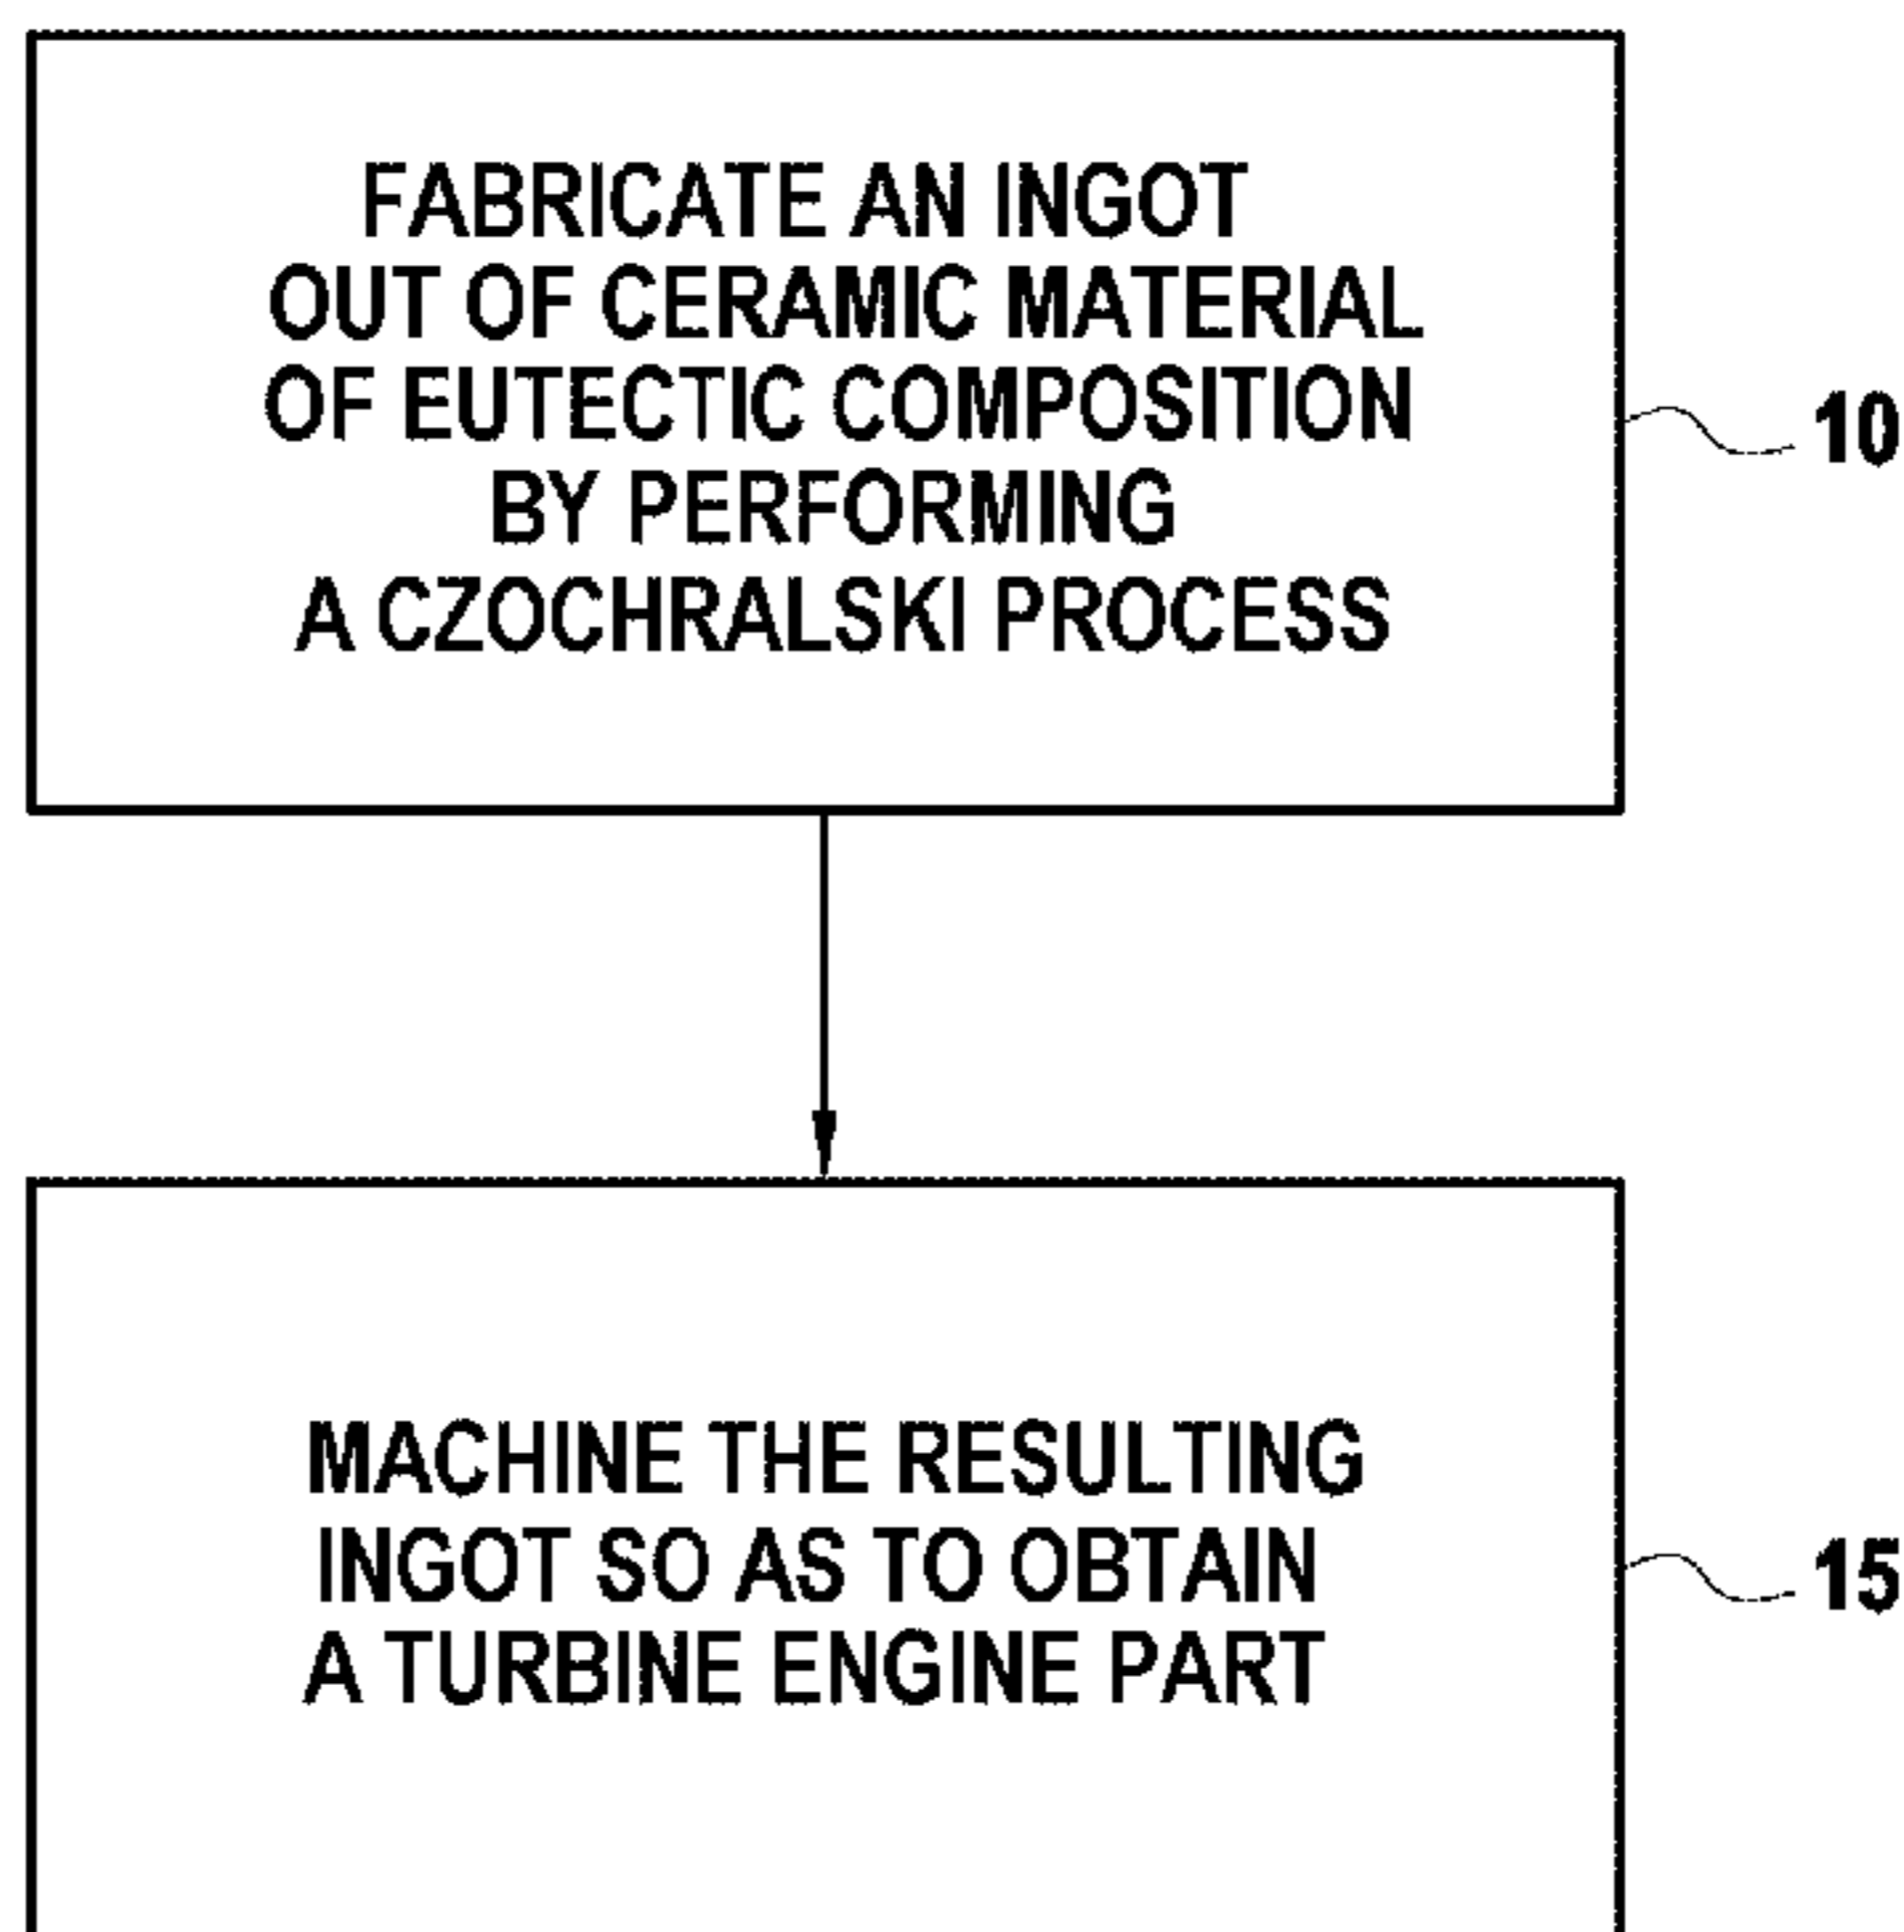 FABRICATE AN INGOT
OUT OF CERAMIC MATERIAL
OF EUTECTIC COMPOSITION
BY PERFORMING
A CZOCHRALSKI PROCESS
10
MACHINE THE RESULTING
INGOT SO AS TO OBTAIN
A TURBINE ENGINE PART
15